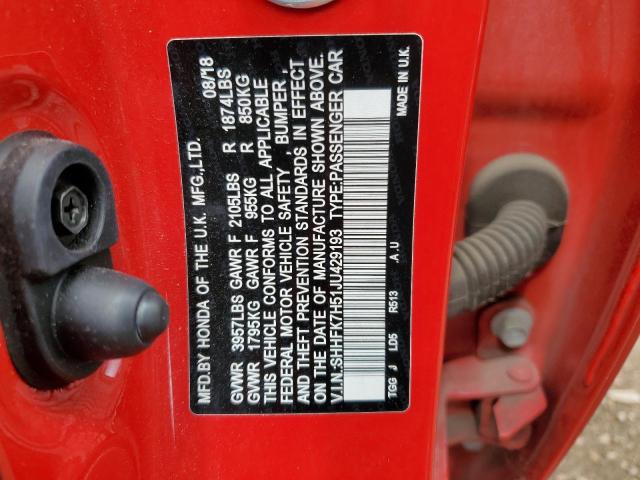 MFD.BY HONDA OF THE U.K. MFG.,LTD. 08/18
GVWR 3957LBS GAWR F 2105LBS R 1874LBS
GVWR 1795KG GAWR F 955KG R 850KG
THIS VEHICLE CONFORMS TO ALL APPLICABLE
FEDERAL MOTOR VEHICLE SAFETY , BUMPER ,
AND THEFT PREVENTION STANDARDS IN EFFECT
ON THE DATE OF MANUFACTURE SHOWN ABOVE.
V.I.N.:SHHFK7H51JU429193 TYPE:PASSENGER CAR
TGG J LD5 R513 .A .U MADE IN U.K.